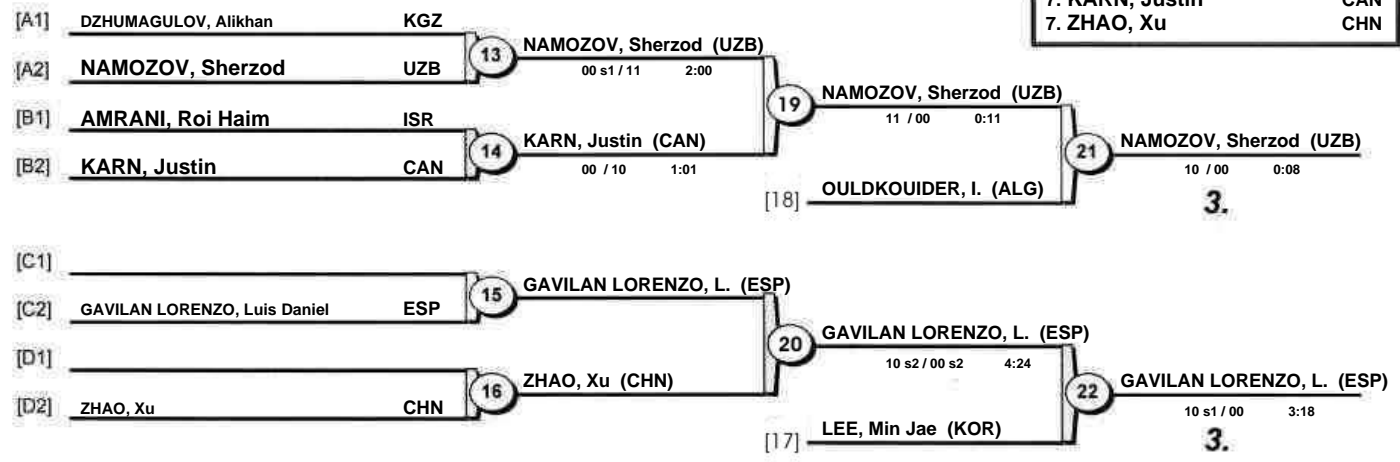 7. KARN, Justin CAN
7. ZHAO, Xu CHN
[A1] DZHUMAGULOV, Alikhan KGZ
13 NAMOZOV, Sherzod (UZB)
[A2] NAMOZOV, Sherzod UZB
00 s1 / 11 2:00
19 NAMOZOV, Sherzod (UZB)
11 / 00 0:11
[B1] AMRANI, Roi Haim ISR
14 KARN, Justin (CAN)
[B2] KARN, Justin CAN
00 / 10 1:01
21 NAMOZOV, Sherzod (UZB)
10 / 00 0:08
[18] OULDKOUIDER, I. (ALG)
3.
[C1]
15 GAVILAN LORENZO, L. (ESP)
[C2] GAVILAN LORENZO, Luis Daniel ESP
20 GAVILAN LORENZO, L. (ESP)
10 s2 / 00 s2 4:24
[D1]
16 ZHAO, Xu (CHN)
[D2] ZHAO, Xu CHN
22 GAVILAN LORENZO, L. (ESP)
10 s1 / 00 3:18
[17] LEE, Min Jae (KOR)
3.